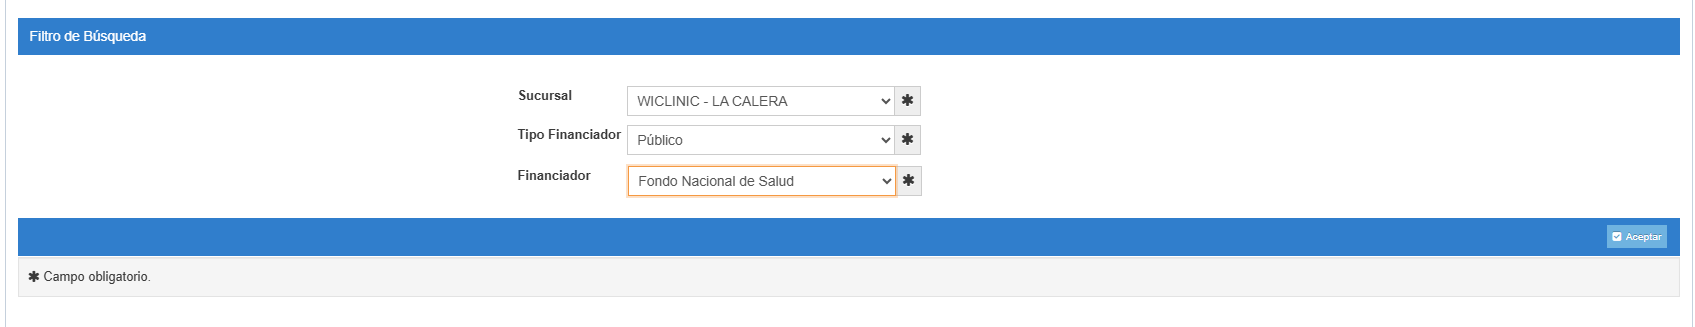 Filtro de Búsqueda
Sucursal WICLINIC - LA CALERA ✱
Tipo Financiador Público ✱
Financiador Fondo Nacional de Salud ✱
Aceptar
✱ Campo obligatorio.